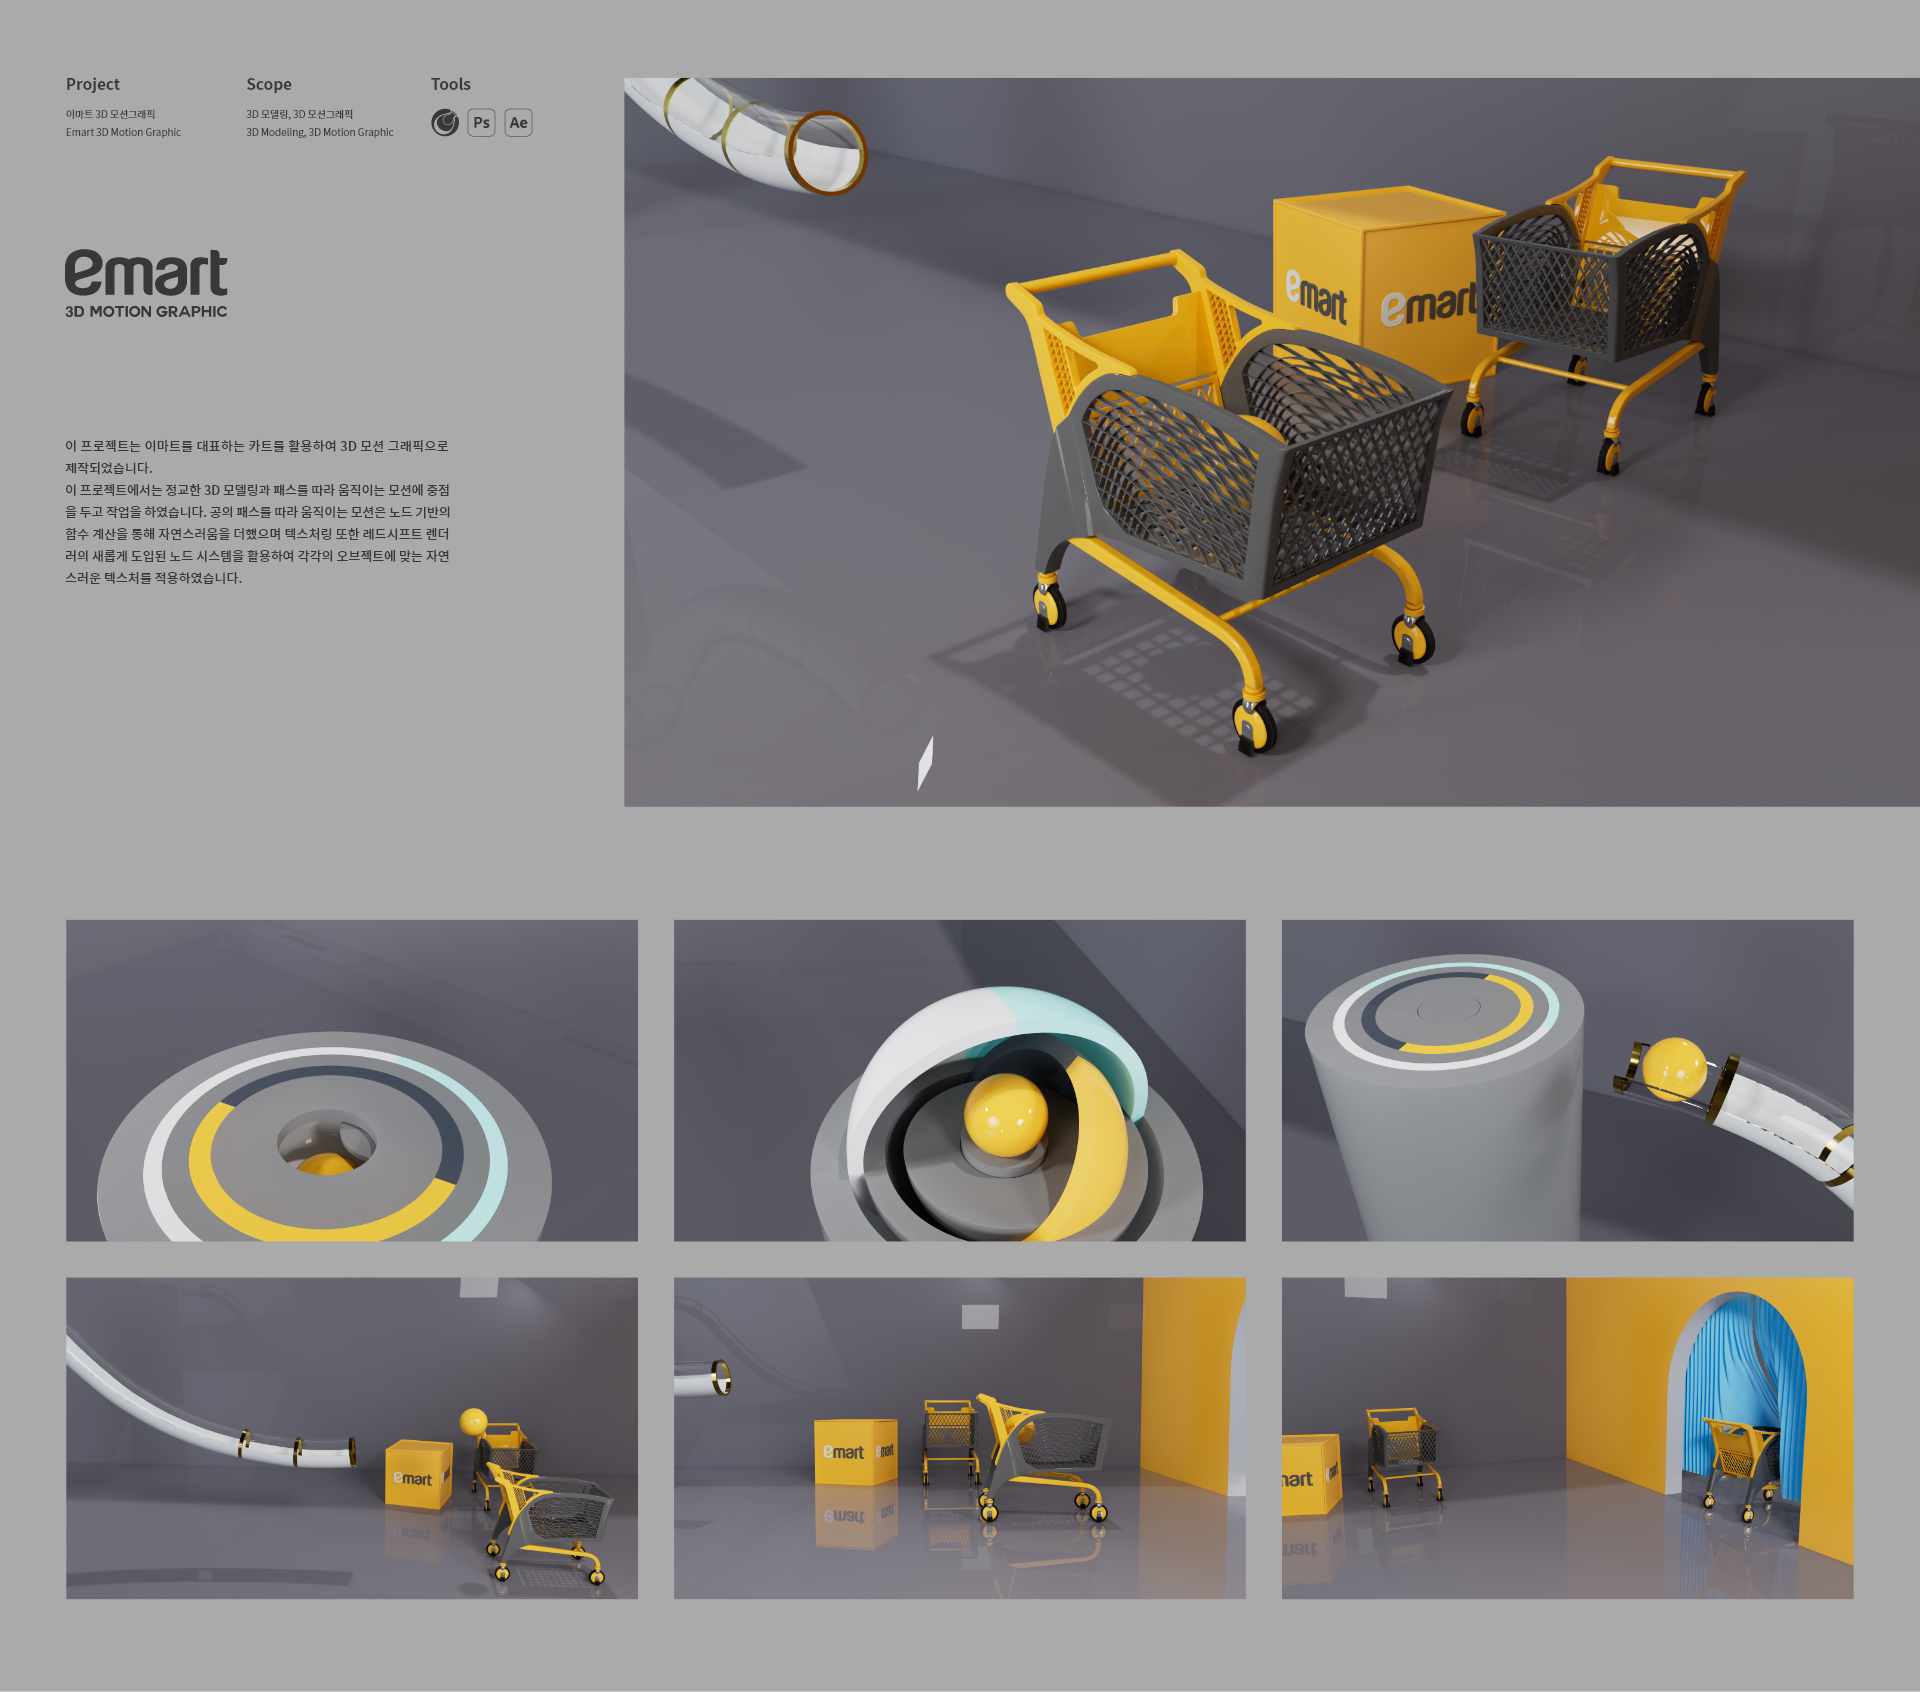 Project
이마트 3D 모션그래픽
Emart 3D Motion Graphic
Scope
3D 모델링, 3D 모션그래픽
3D Modeling, 3D Motion Graphic
Tools
Ps
Ae
emart
3D MOTION GRAPHIC
이 프로젝트는 이마트를 대표하는 카트를 활용하여 3D 모션 그래픽으로
제작되었습니다.
이 프로젝트에서는 정교한 3D 모델링과 패스를 따라 움직이는 모션에 중점
을 두고 작업을 하였습니다. 공의 패스를 따라 움직이는 모션은 노드 기반의
함수 계산을 통해 자연스러움을 더했으며 텍스처링 또한 레드시프트 렌더
러의 새롭게 도입된 노드 시스템을 활용하여 각각의 오브젝트에 맞는 자연
스러운 텍스처를 적용하였습니다.
emart
emart
emart
emart
emart
mart